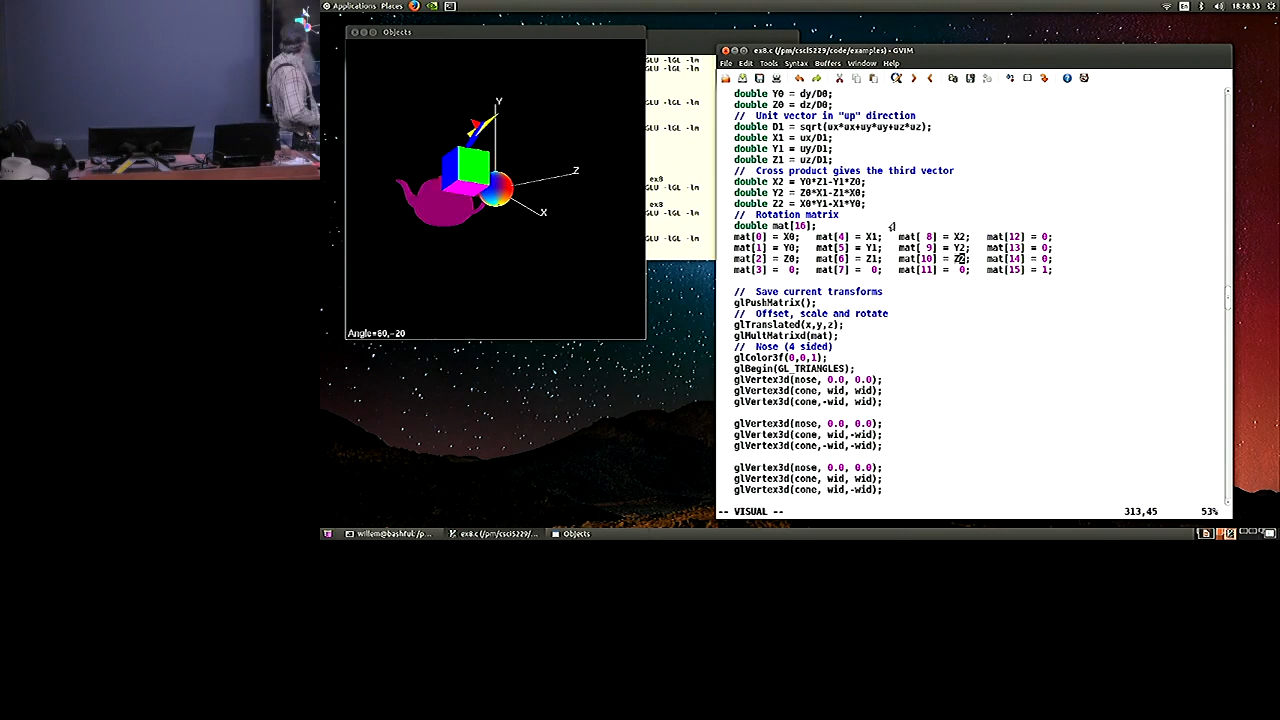 Applications Places
En
18:28:33
Objects
Y
Z
X
Angle=60,-20
GLU -lGL -lm
GLU -lGL -lm
GLU -lGL -lm
GLU -lGL -lm
ex8
GLU -lGL -lm
ex8
GLU -lGL -lm
GLU -lGL -lm
ex8.c (/pm/csci5229/code/examples) - GVIM
File Edit Tools Syntax Buffers Window Help
double Y0 = dy/D0;
double Z0 = dz/D0;
// Unit vector in "up" direction
double D1 = sqrt(ux*ux+uy*uy+uz*uz);
double X1 = ux/D1;
double Y1 = uy/D1;
double Z1 = uz/D1;
// Cross product gives the third vector
double X2 = Y0*Z1-Y1*Z0;
double Y2 = Z0*X1-Z1*X0;
double Z2 = X0*Y1-X1*Y0;
// Rotation matrix
double mat[16];
mat[0] = X0; mat[4] = X1; mat[ 8] = X2; mat[12] = 0;
mat[1] = Y0; mat[5] = Y1; mat[ 9] = Y2; mat[13] = 0;
mat[2] = Z0; mat[6] = Z1; mat[10] = Z2; mat[14] = 0;
mat[3] = 0; mat[7] = 0; mat[11] = 0; mat[15] = 1;
// Save current transforms
glPushMatrix();
// Offset, scale and rotate
glTranslated(x,y,z);
glMultMatrixd(mat);
// Nose (4 sided)
glColor3f(0,0,1);
glBegin(GL_TRIANGLES);
glVertex3d(nose, 0.0, 0.0);
glVertex3d(cone, wid, wid);
glVertex3d(cone,-wid, wid);
glVertex3d(nose, 0.0, 0.0);
glVertex3d(cone, wid,-wid);
glVertex3d(cone,-wid,-wid);
glVertex3d(nose, 0.0, 0.0);
glVertex3d(cone, wid, wid);
glVertex3d(cone, wid,-wid);
-- VISUAL --
313,45
53%
willem@bashful: /p...
ex8.c (/pm/csci5229/...
Objects